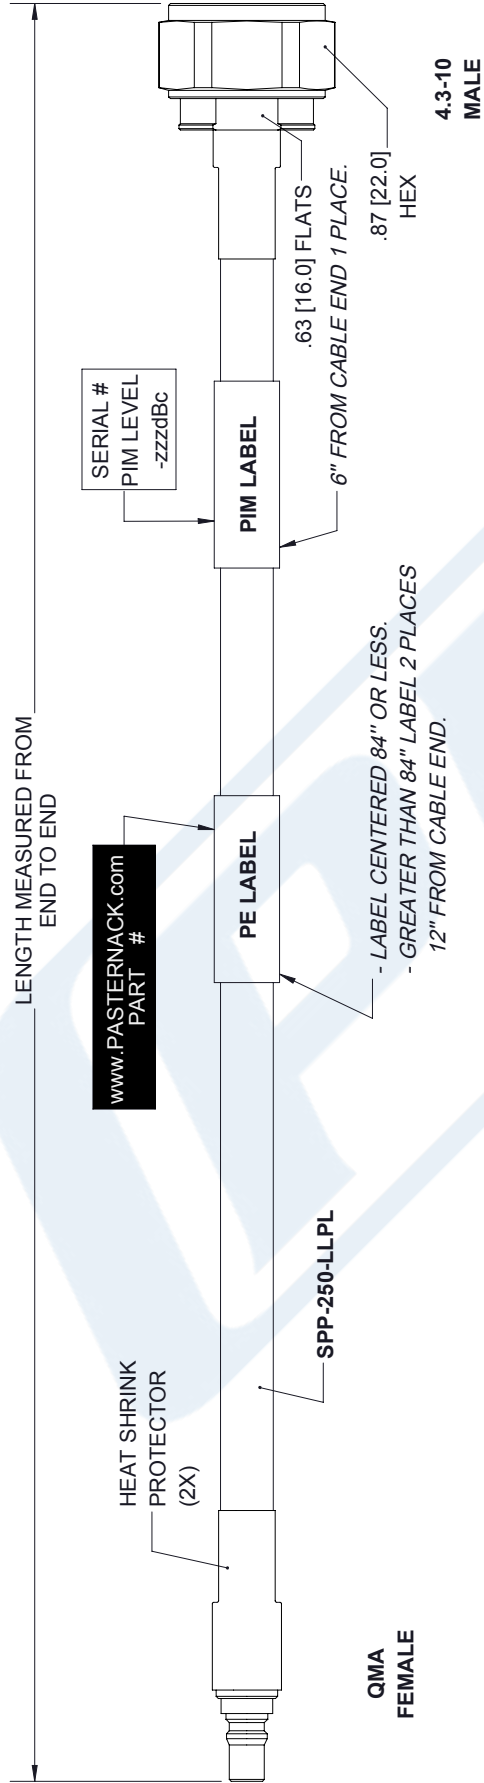 LENGTH MEASURED FROM
END TO END
HEAT SHRINK
PROTECTOR
(2X)
www.PASTERNACK.com
PART #
SERIAL #
PIM LEVEL
-zzzdBc
PE LABEL
PIM LABEL
SPP-250-LLPL
- LABEL CENTERED 84" OR LESS.
- GREATER THAN 84" LABEL 2 PLACES
12" FROM CABLE END.
.63 [16.0] FLATS
6" FROM CABLE END 1 PLACE.
.87 [22.0]
HEX
QMA
FEMALE
4.3-10
MALE